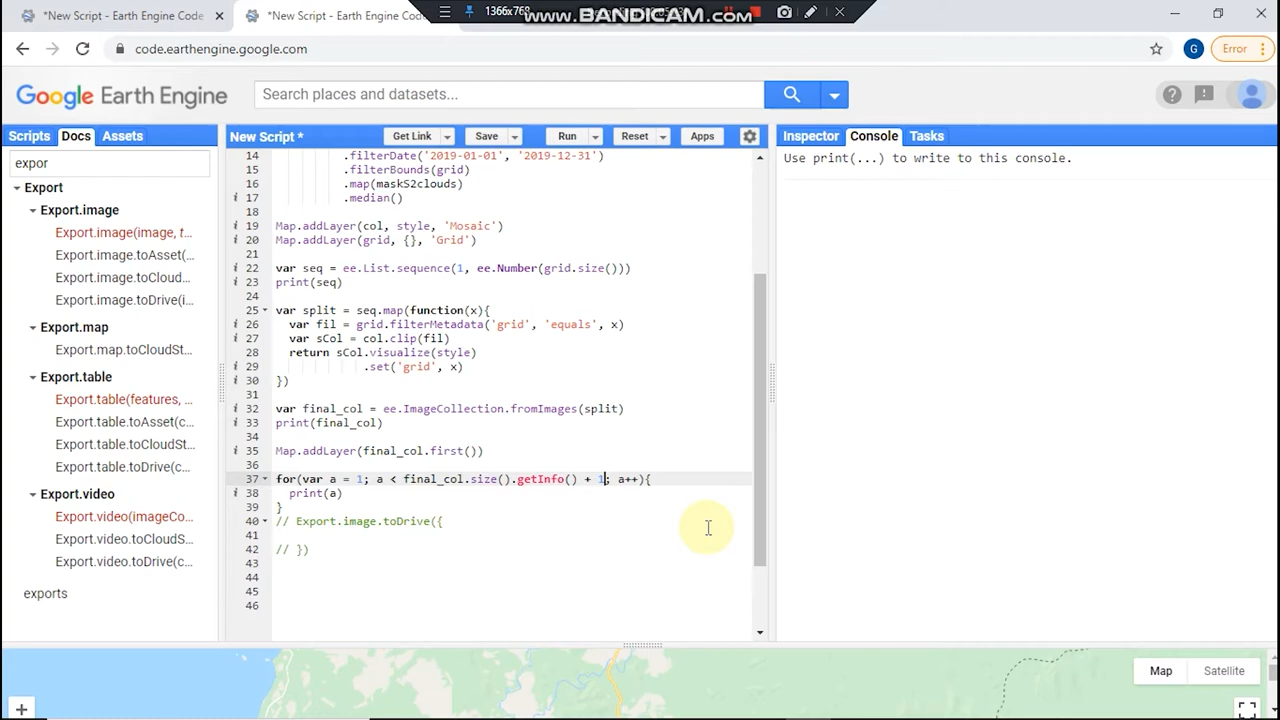 *New Script - Earth Engine Code
*New Script - Earth Engine Code
1366x768
www.BANDICAM.com
code.earthengine.google.com
G
Error
Google Earth Engine
Search places and datasets...
Scripts
Docs
Assets
New Script *
Get Link
Save
Run
Reset
Apps
Inspector
Console
Tasks
expor
Export
Export.image
Export.image(image, t...
Export.image.toAsset(...
Export.image.toCloud...
Export.image.toDrive(i...
Export.map
Export.map.toCloudSt...
Export.table
Export.table(features, ...
Export.table.toAsset(c...
Export.table.toCloudSt...
Export.table.toDrive(c...
Export.video
Export.video(imageCo...
Export.video.toCloudS...
Export.video.toDrive(c...
exports
14 .filterDate('2019-01-01', '2019-12-31')
15 .filterBounds(grid)
16 .map(maskS2clouds)
i 17 .median()
18
i 19 Map.addLayer(col, style, 'Mosaic')
i 20 Map.addLayer(grid, {}, 'Grid')
21
i 22 var seq = ee.List.sequence(1, ee.Number(grid.size()))
i 23 print(seq)
24
25 var split = seq.map(function(x){
i 26 var fil = grid.filterMetadata('grid', 'equals', x)
i 27 var sCol = col.clip(fil)
28 return sCol.visualize(style)
i 29 .set('grid', x)
i 30 })
31
i 32 var final_col = ee.ImageCollection.fromImages(split)
i 33 print(final_col)
34
i 35 Map.addLayer(final_col.first())
36
37 for(var a = 1; a < final_col.size().getInfo() + 1; a++){
i 38 print(a)
39 }
40 // Export.image.toDrive({
41
42 // })
43
44
45
46
Use print(...) to write to this console.
Map
Satellite